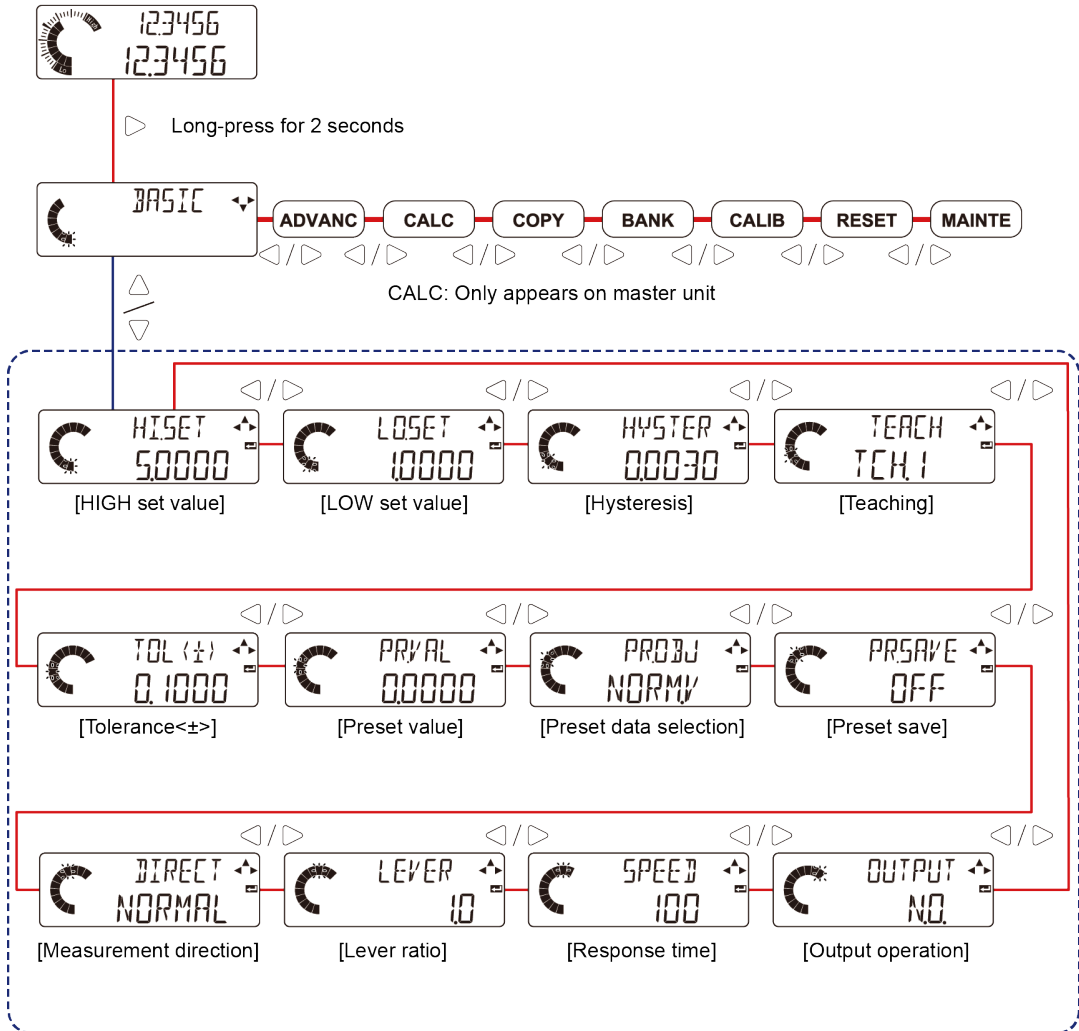 12.3456
12.3456
Long-press for 2 seconds
BASIC
ADVANC CALC COPY BANK CALIB RESET MAINTE
CALC: Only appears on master unit
HI.SET LO.SET HYSTER TEACH
5.0000 1.0000 0.0030 TCH.1
[HIGH set value] [LOW set value] [Hysteresis] [Teaching]
TOL <±> PR.VAL PR.OBJ PR.SAVE
0.1000 0.0000 NORM.V OFF
[Tolerance<±>] [Preset value] [Preset data selection] [Preset save]
DIRECT LEVER SPEED OUTPUT
NORMAL 1.0 100 N.O.
[Measurement direction] [Lever ratio] [Response time] [Output operation]